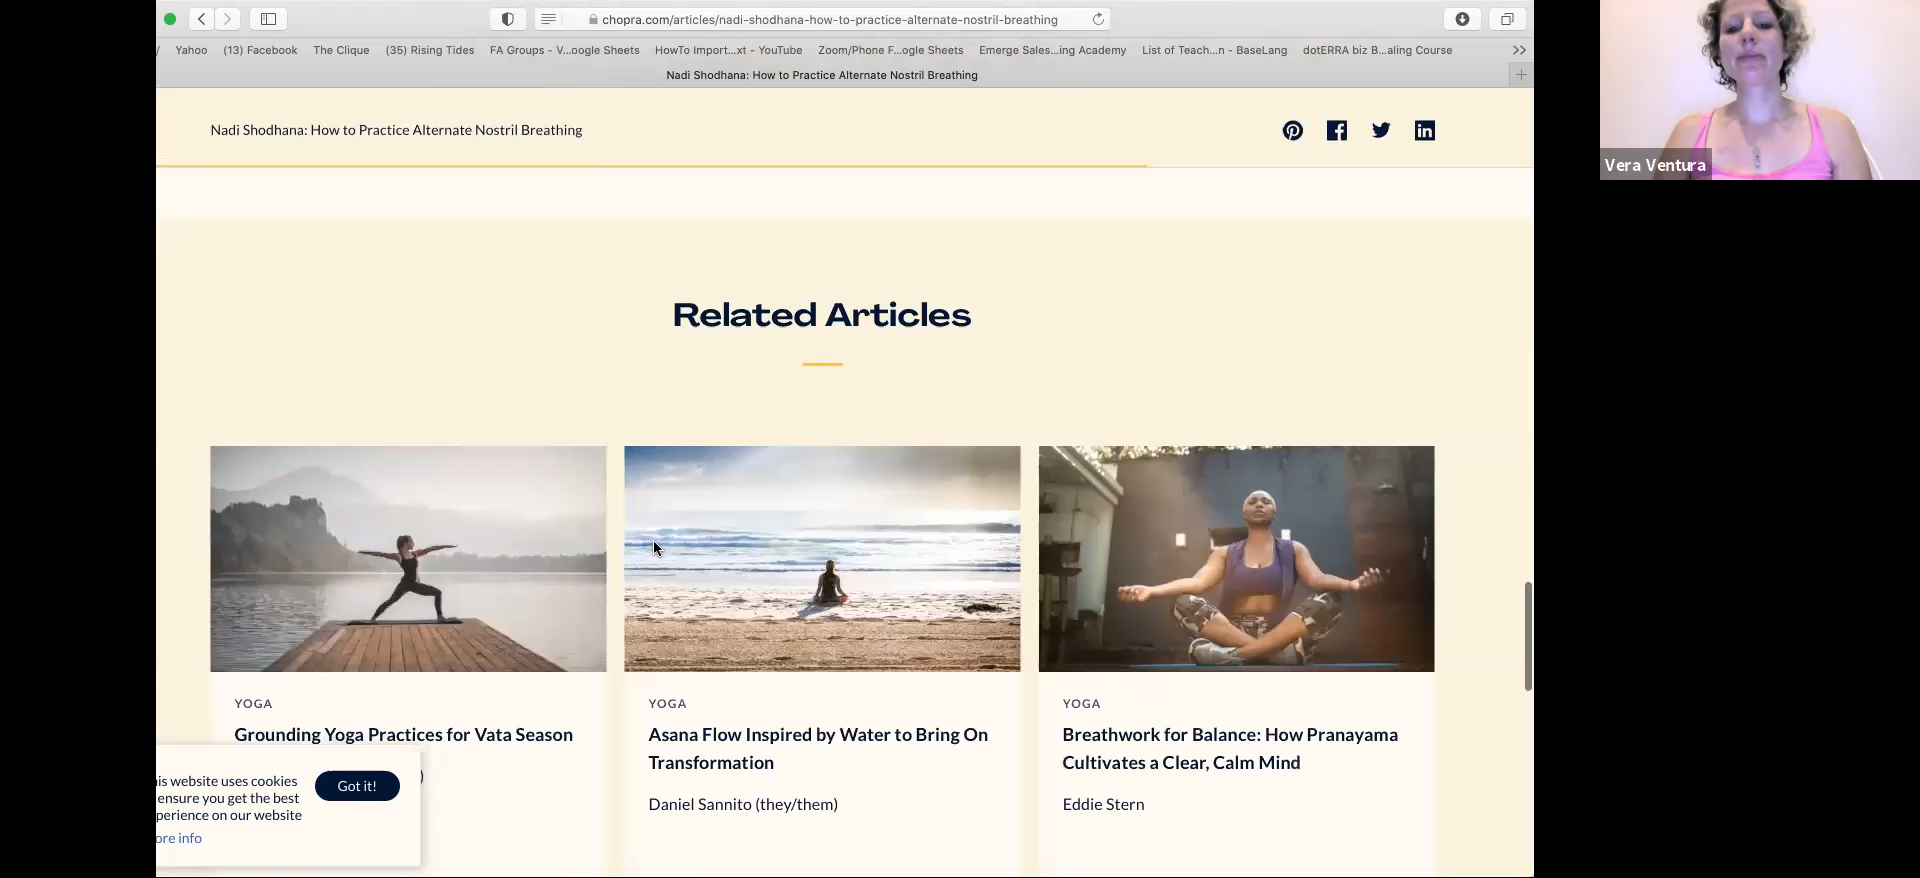 chopra.com/articles/nadi-shodhana-how-to-practice-alternate-nostril-breathing
Yahoo
(13) Facebook
The Clique
(35) Rising Tides
FA Groups - V...oogle Sheets
HowTo Import...xt - YouTube
Zoom/Phone F...ogle Sheets
Emerge Sales...ing Academy
List of Teach...n - BaseLang
dotERRA biz B...aling Course
Nadi Shodhana: How to Practice Alternate Nostril Breathing
Vera Ventura
Nadi Shodhana: How to Practice Alternate Nostril Breathing
Related Articles
YOGA
Grounding Yoga Practices for Vata Season
YOGA
Asana Flow Inspired by Water to Bring On
Transformation
Daniel Sannito (they/them)
YOGA
Breathwork for Balance: How Pranayama
Cultivates a Clear, Calm Mind
Eddie Stern
is website uses cookies
ensure you get the best
perience on our website
ore info
Got it!